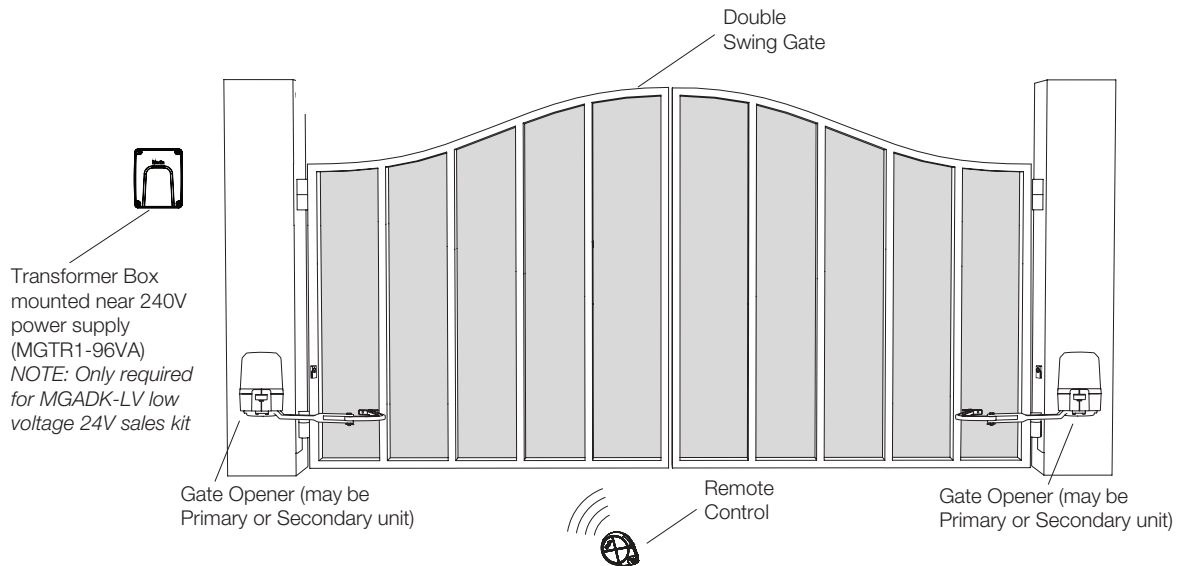 Double
Swing Gate
Transformer Box
mounted near 240V
power supply
(MGTR1-96VA)
NOTE: Only required
for MGADK-LV low
voltage 24V sales kit
Gate Opener (may be
Primary or Secondary unit)
Remote
Control
Gate Opener (may be
Primary or Secondary unit)